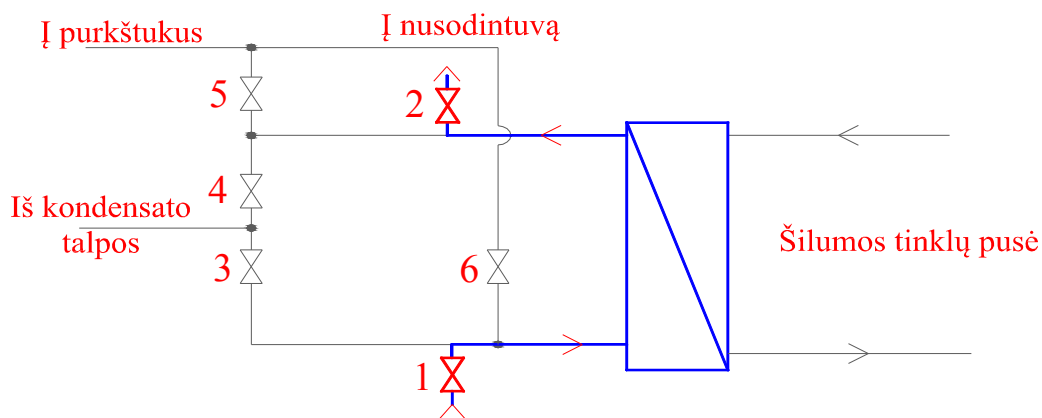 Į purkštukus
Į nusodintuvą
5
2
4
Iš kondensato
talpos
3
6
Šilumos tinklų pusė
1